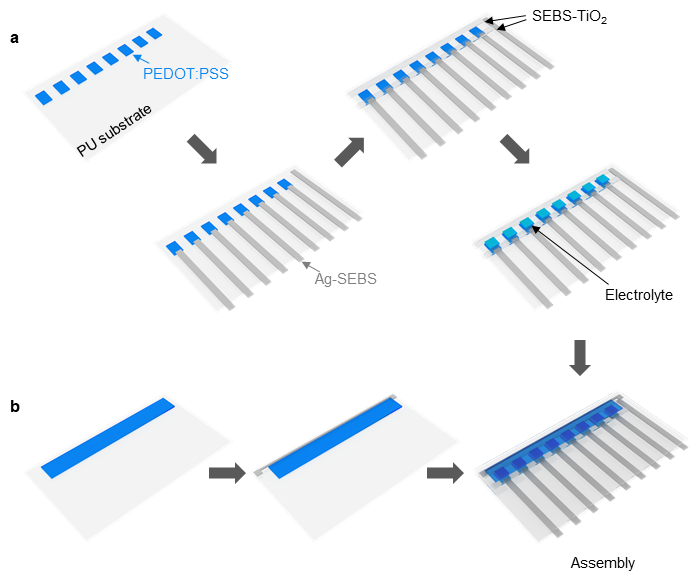 a
SEBS-TiO₂
PEDOT:PSS
PU substrate
Ag-SEBS
Electrolyte
b
Assembly